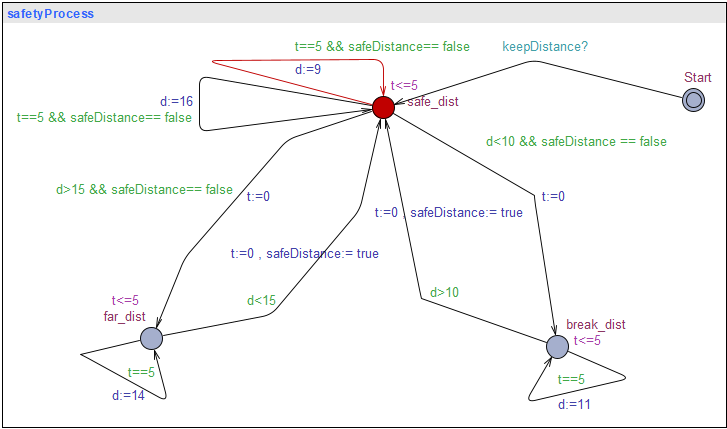 safetyProcess
t==5 && safeDistance== false
keepDistance?
d:=9
Start
t<=5
d:=16
safe_dist
t==5 && safeDistance== false
d<10 && safeDistance == false
d>15 && safeDistance== false
t:=0
t:=0
t:=0 , safeDistance:= true
t:=0 , safeDistance:= true
d>10
t<=5
d<15
far_dist
break_dist
t<=5
t==5
t==5
d:=14
d:=11